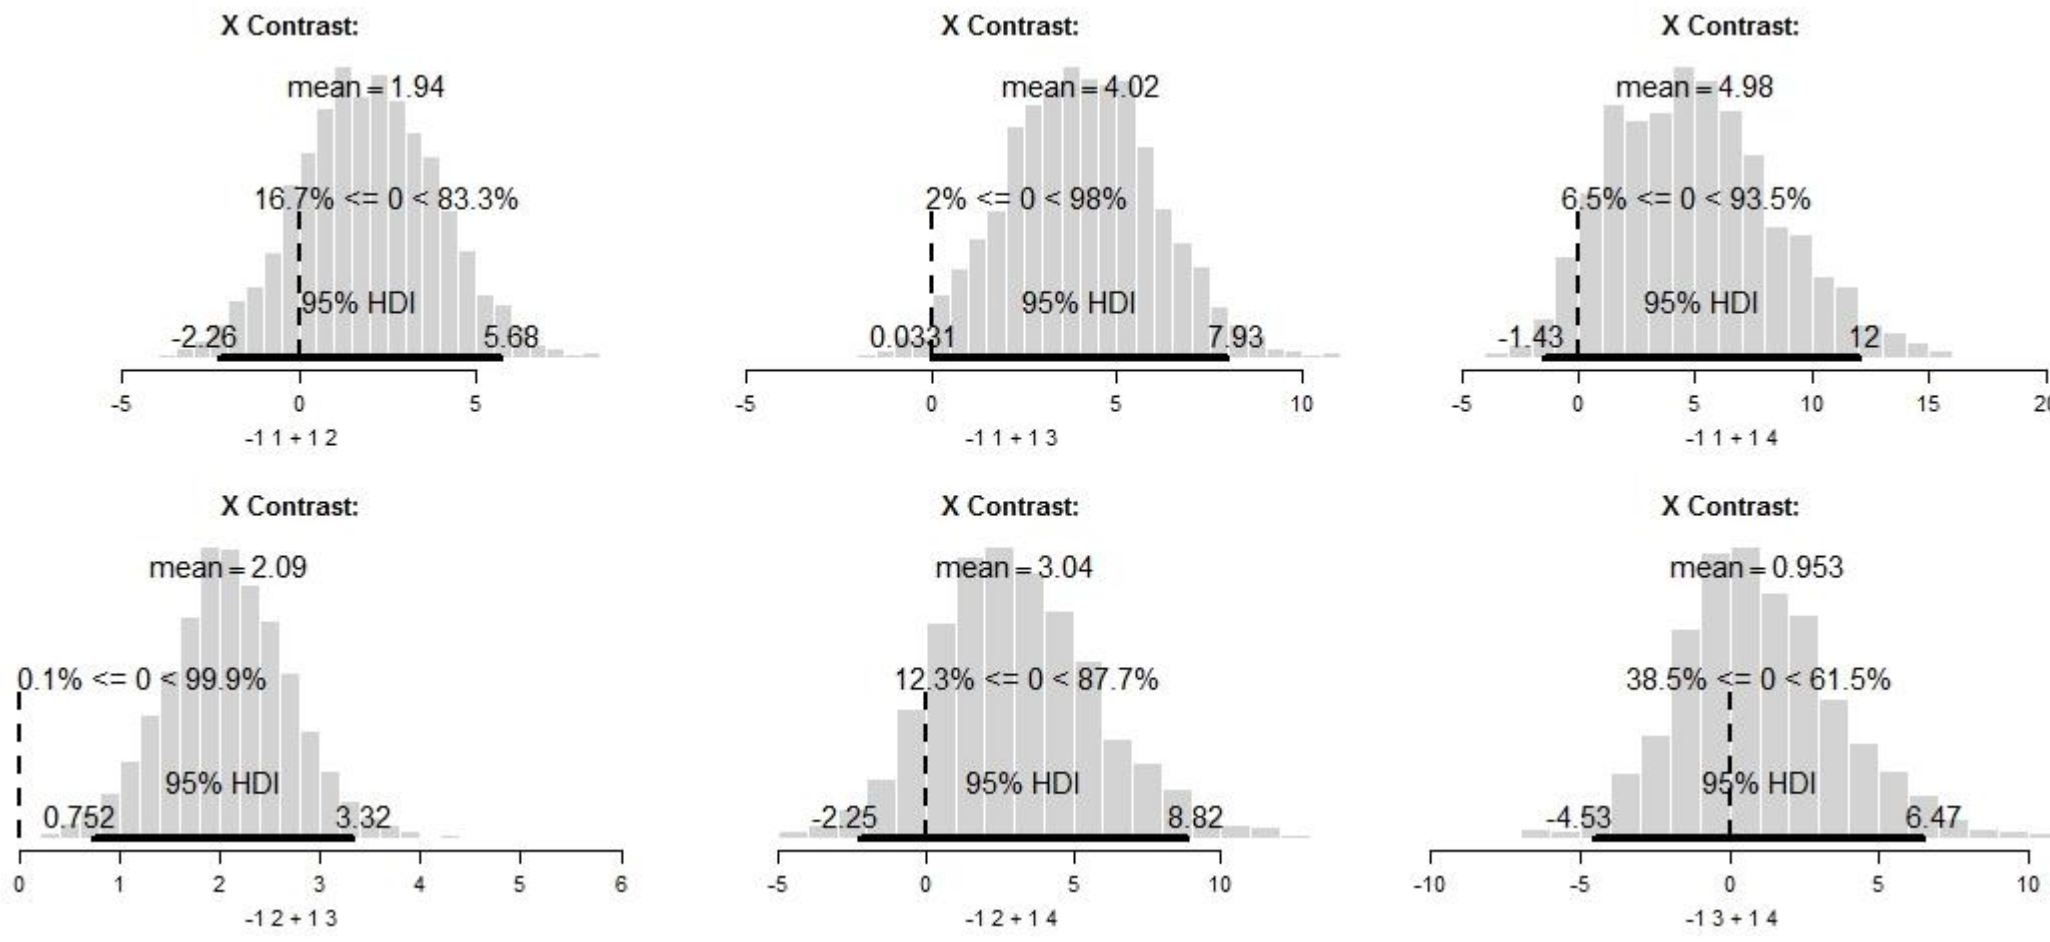 X Contrast:
mean = 1.94
16.7% <= 0 < 83.3%
95% HDI
-2.26 5.68
-5 0 5
-1 1 + 1 2
X Contrast:
mean = 4.02
2% <= 0 < 98%
95% HDI
0.0331 7.93
-5 0 5 10
-1 1 + 1 3
X Contrast:
mean = 4.98
6.5% <= 0 < 93.5%
95% HDI
-1.43 12
-5 0 5 10 15 20
-1 1 + 1 4
X Contrast:
mean = 2.09
0.1% <= 0 < 99.9%
95% HDI
0.752 3.32
0 1 2 3 4 5 6
-1 2 + 1 3
X Contrast:
mean = 3.04
12.3% <= 0 < 87.7%
95% HDI
-2.25 8.82
-5 0 5 10
-1 2 + 1 4
X Contrast:
mean = 0.953
38.5% <= 0 < 61.5%
95% HDI
-4.53 6.47
-10 -5 0 5 10
-1 3 + 1 4